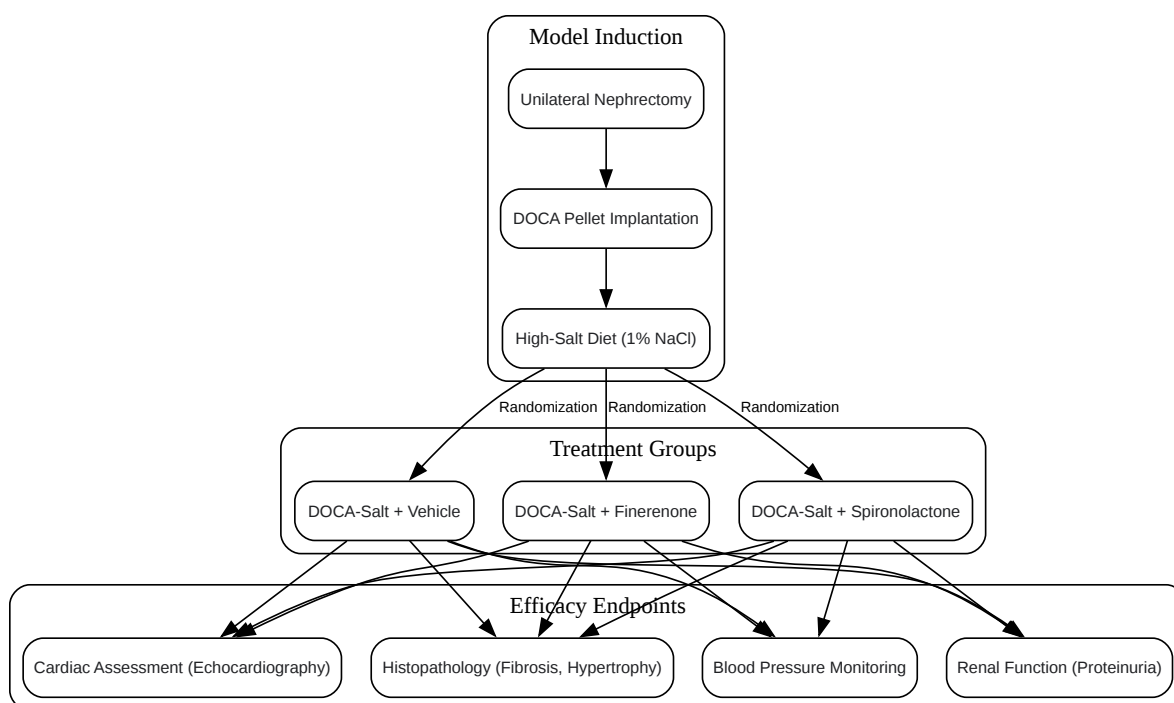 Model Induction
Unilateral Nephrectomy
DOCA Pellet Implantation
High-Salt Diet (1% NaCl)
Randomization Randomization Randomization
Treatment Groups
DOCA-Salt + Vehicle DOCA-Salt + Finerenone DOCA-Salt + Spironolactone
Efficacy Endpoints
Cardiac Assessment (Echocardiography) Histopathology (Fibrosis, Hypertrophy) Blood Pressure Monitoring Renal Function (Proteinuria)